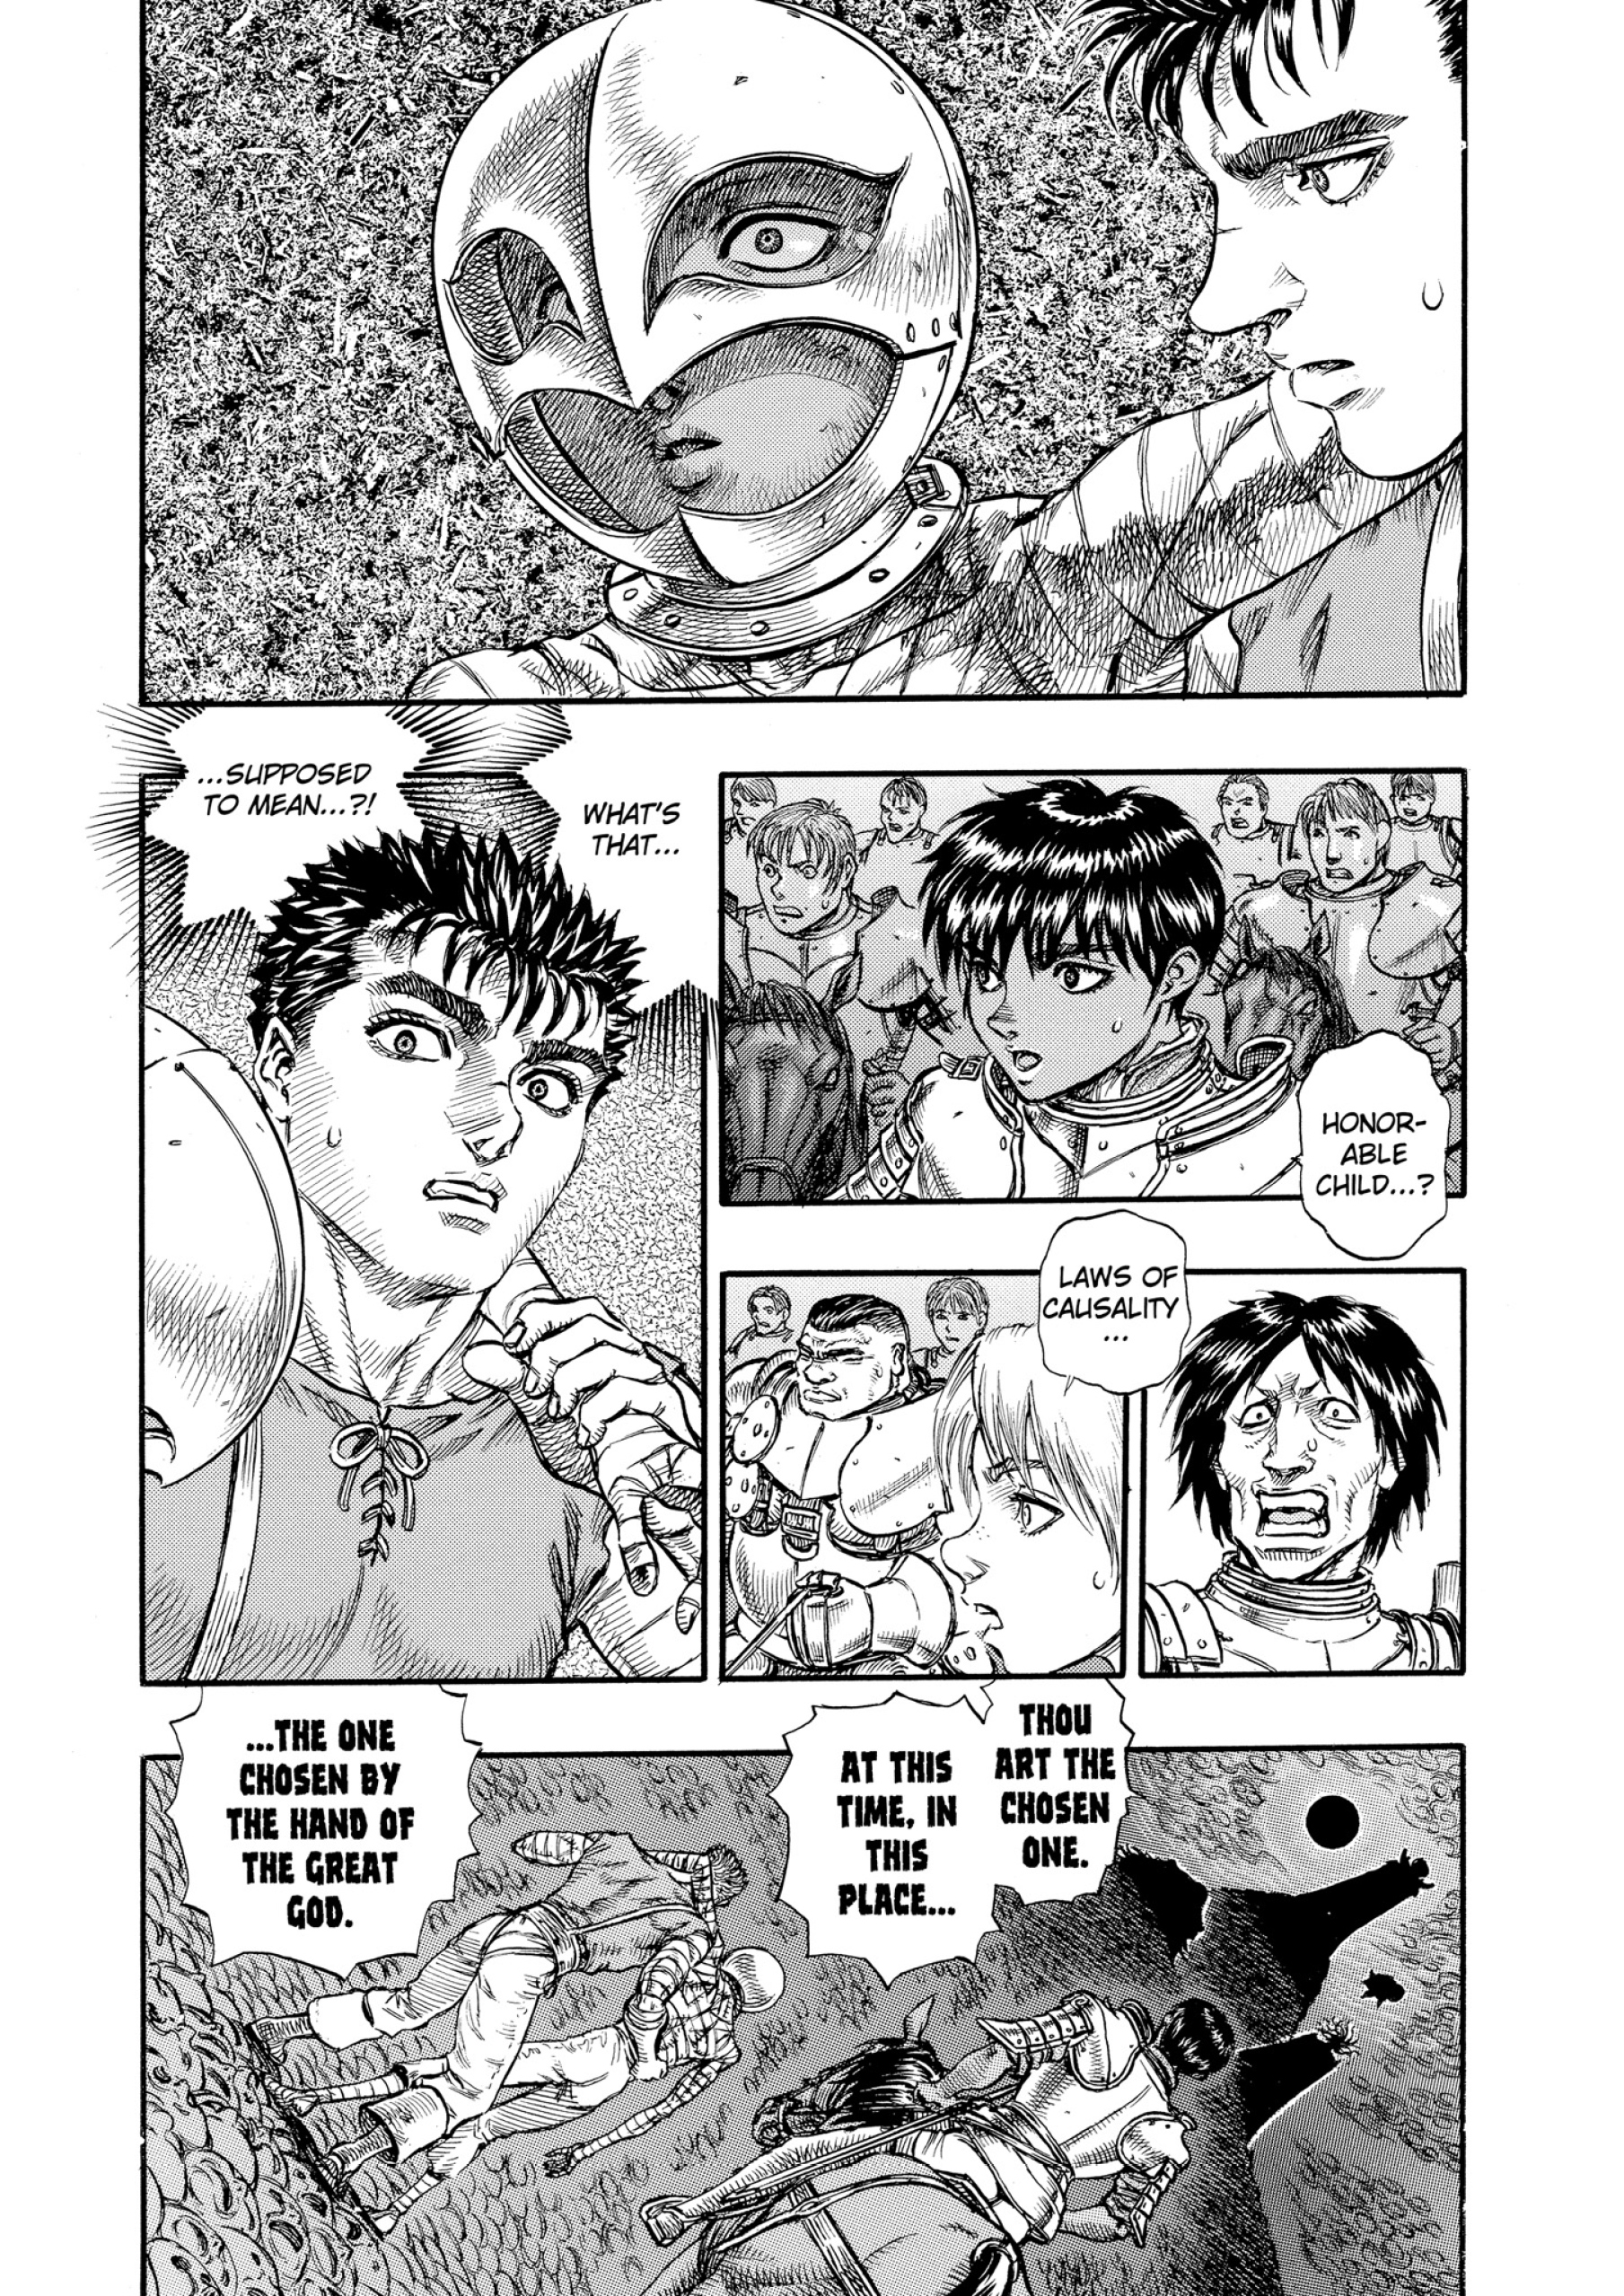 HONOR-
ABLE
CHILD...?
LAWS OF
CAUSALITY
...
WHAT'S
THAT...
...SUPPOSED
TO MEAN...?!
THOU
ART THE
CHOSEN
ONE.
AT THIS
TIME, IN
THIS
PLACE...
...THE ONE
CHOSEN BY
THE HAND OF
THE GREAT
GOD.